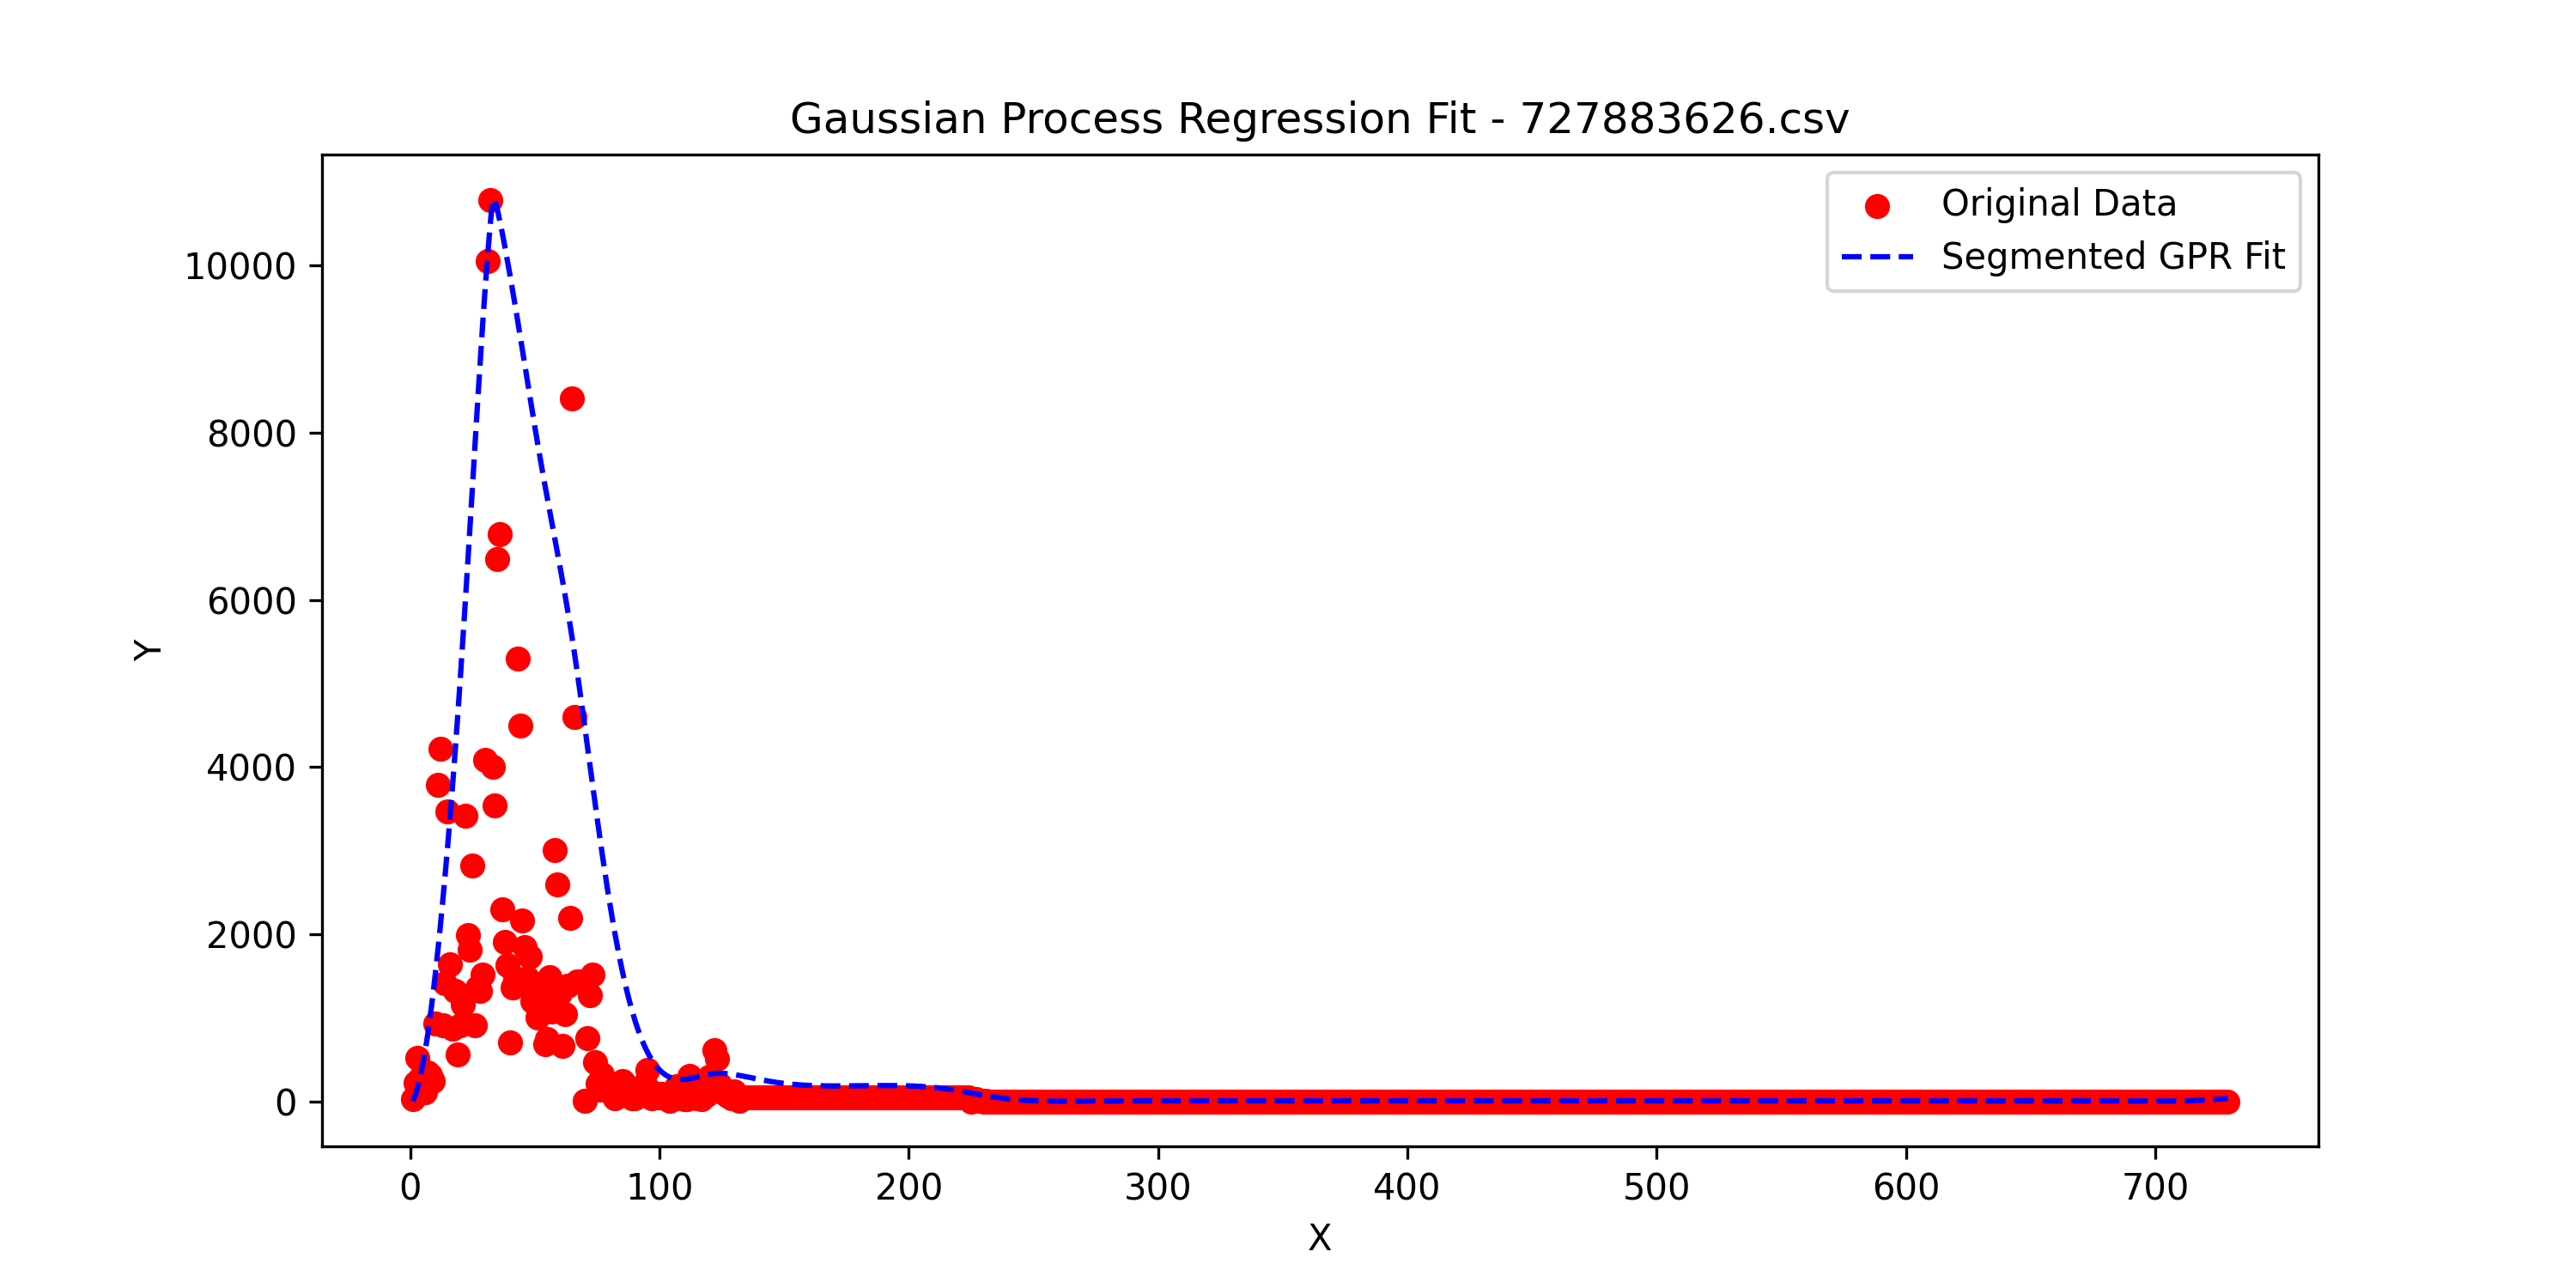 Gaussian Process Regression Fit - 727883626.csv
Original Data
Segmented GPR Fit
10000
8000
6000
4000
2000
0
Y
0 100 200 300 400 500 600 700
X